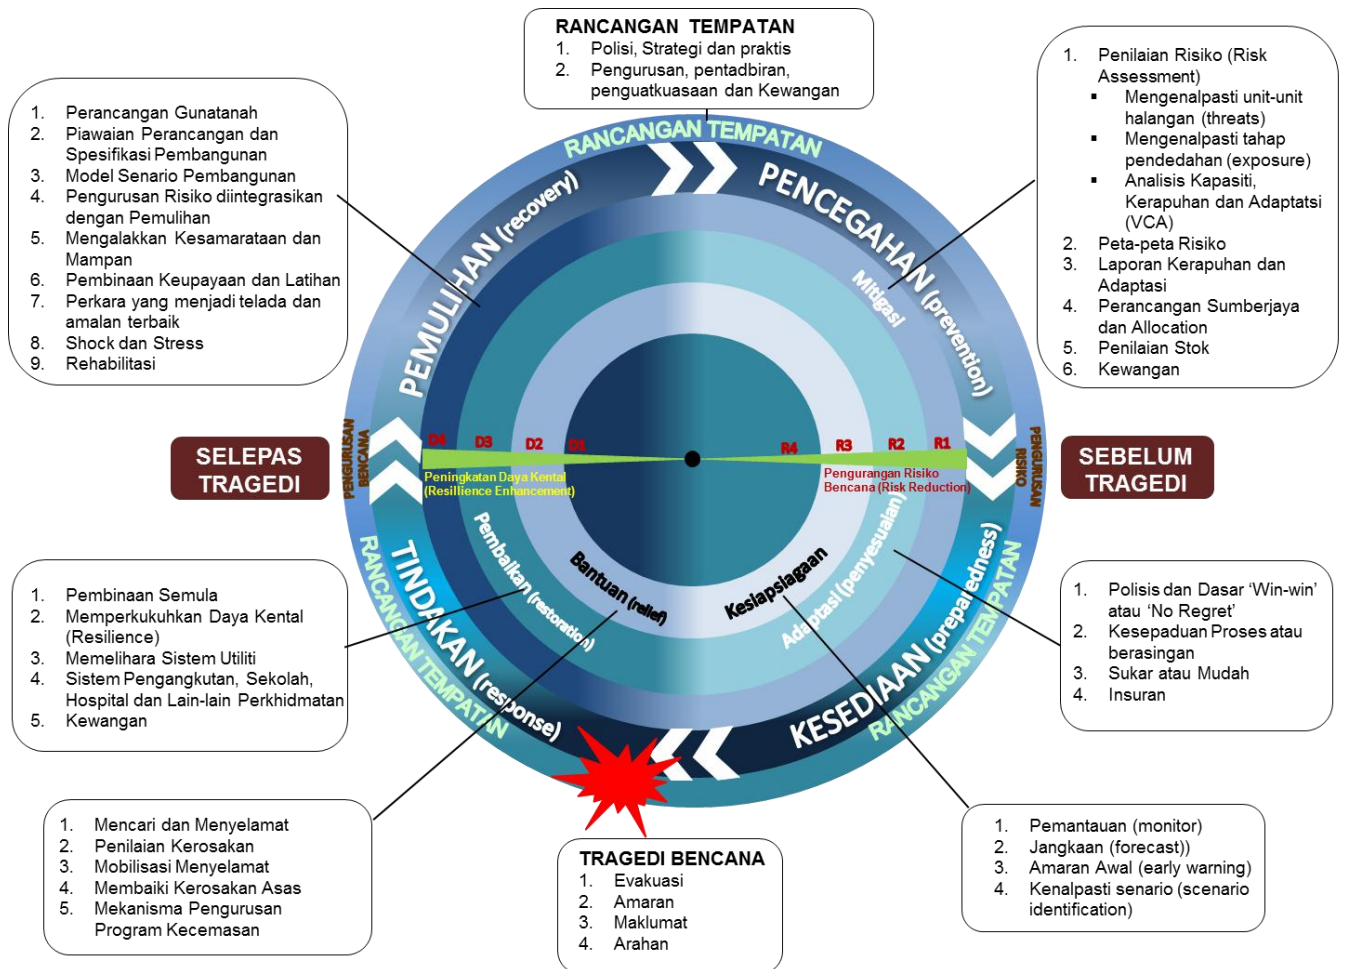 RANCANGAN TEMPATAN
1. Polisi, Strategi dan praktis
2. Pengurusan, pentadbiran,
penguatkuasaan dan Kewangan
1. Perancangan Gunatanah
2. Piawaian Perancangan dan
Spesifikasi Pembangunan
3. Model Senario Pembangunan
4. Pengurusan Risiko diintegrasikan
dengan Pemulihan
5. Mengalakkan Kesamarataan dan
Mampan
6. Pembinaan Keupayaan dan Latihan
7. Perkara yang menjadi telada dan
amalan terbaik
8. Shock dan Stress
9. Rehabilitasi
1. Penilaian Risiko (Risk
Assessment)
▪ Mengenalpasti unit-unit
halangan (threats)
▪ Mengenalpasti tahap
pendedahan (exposure)
▪ Analisis Kapasiti,
Kerapuhan dan Adaptatsi
(VCA)
2. Peta-peta Risiko
3. Laporan Kerapuhan dan
Adaptasi
4. Perancangan Sumberjaya
dan Allocation
5. Penilaian Stok
6. Kewangan
RANCANGAN TEMPATAN
PEMULIHAN (recovery)
PENCEGAHAN (prevention)
Mitigasi
SELEPAS
TRAGEDI
PENGURUSAN
BENCANA
D4 D3 D2 D1
R4 R3 R2 R1
Peningkatan Daya Kental
(Resillience Enhancement)
Pengurangan Risiko
Bencana (Risk Reduction)
PENGURUSAN
RISIKO
SEBELUM
TRAGEDI
RANCANGAN TEMPATAN
TINDAKAN (response)
Pembaikan (restoration)
Bantuan (relief)
Kesiapsiagaan
Adaptasi (penyesuaian)
KESEDIAAN (preparedness)
RANCANGAN TEMPATAN
1. Pembinaan Semula
2. Memperkukuhkan Daya Kental
(Resilience)
3. Memelihara Sistem Utiliti
4. Sistem Pengangkutan, Sekolah,
Hospital dan Lain-lain Perkhidmatan
5. Kewangan
1. Polisis dan Dasar ‘Win-win’
atau ‘No Regret’
2. Kesepaduan Proses atau
berasingan
3. Sukar atau Mudah
4. Insuran
1. Mencari dan Menyelamat
2. Penilaian Kerosakan
3. Mobilisasi Menyelamat
4. Membaiki Kerosakan Asas
5. Mekanisma Pengurusan
Program Kecemasan
TRAGEDI BENCANA
1. Evakuasi
2. Amaran
3. Maklumat
4. Arahan
1. Pemantauan (monitor)
2. Jangkaan (forecast))
3. Amaran Awal (early warning)
4. Kenalpasti senario (scenario
identification)